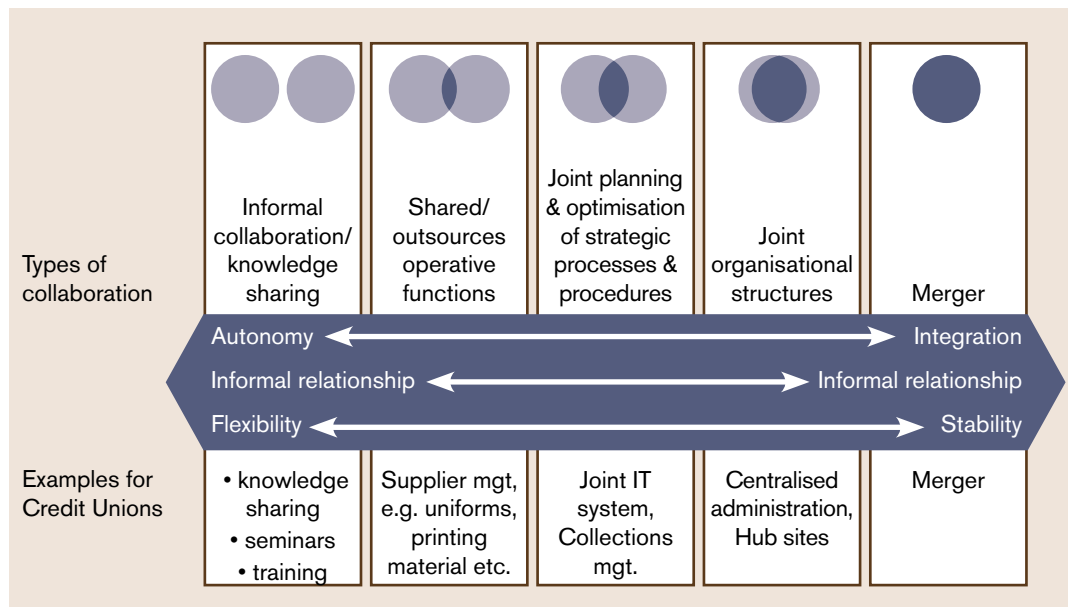 Types of
collaboration
Informal
collaboration/
knowledge
sharing
Shared/
outsources
operative
functions
Joint planning
& optimisation
of strategic
processes &
procedures
Joint
organisational
structures
Merger
Autonomy
Integration
Informal relationship
Informal relationship
Flexibility
Stability
Examples for
Credit Unions
• knowledge
sharing
• seminars
• training
Supplier mgt,
e.g. uniforms,
printing
material etc.
Joint IT
system,
Collections
mgt.
Centralised
administration,
Hub sites
Merger